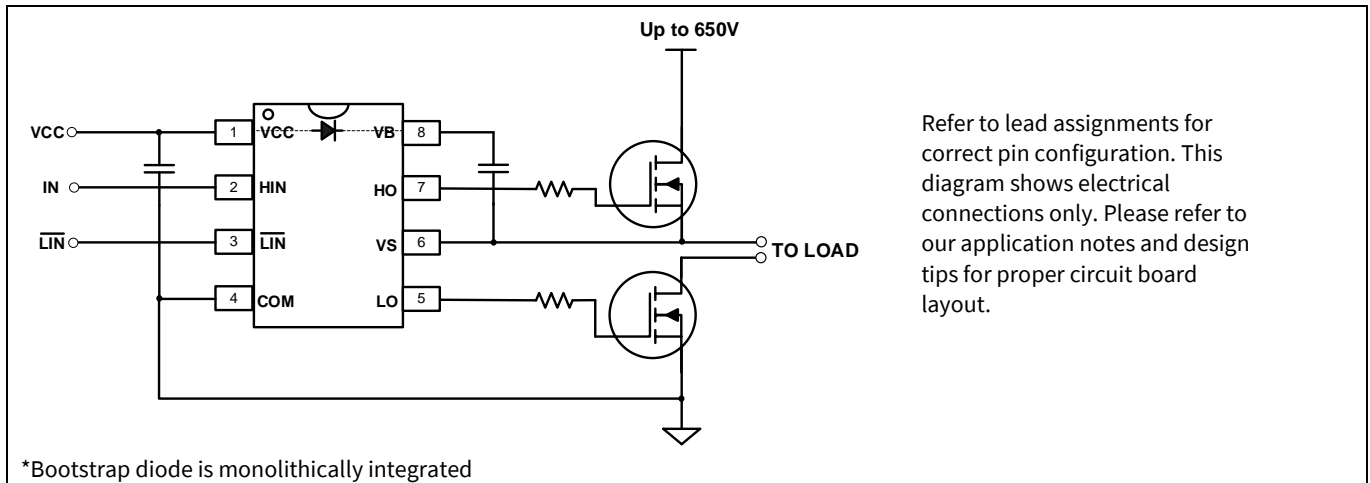 Up to 650V
VCC
1
VCC
VB
8
IN
2
HIN
HO
7
LIN
3
LIN
VS
6
TO LOAD
4
COM
LO
5
Refer to lead assignments for
correct pin configuration. This
diagram shows electrical
connections only. Please refer to
our application notes and design
tips for proper circuit board
layout.
*Bootstrap diode is monolithically integrated